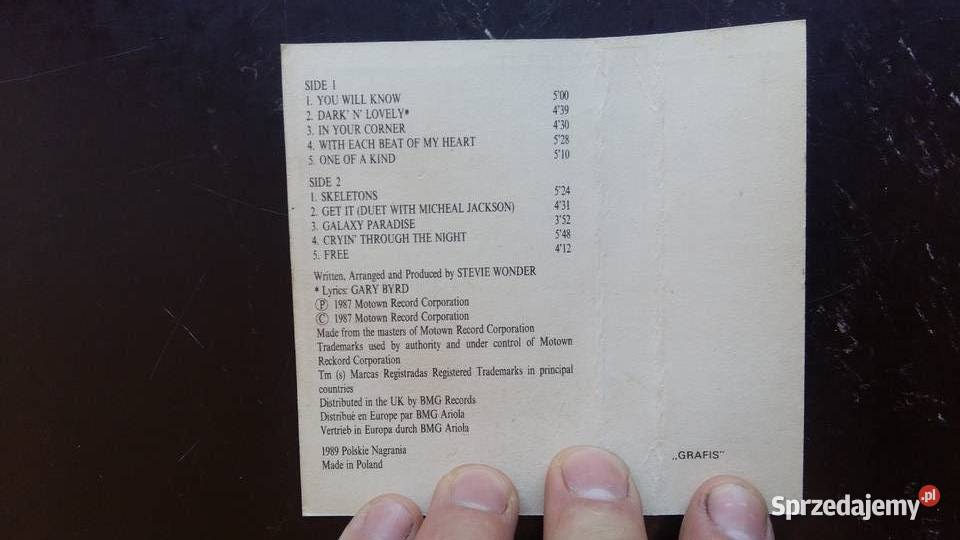 SIDE 1
1. YOU WILL KNOW 5'00
2. DARK' N' LOVELY* 4'39
3. IN YOUR CORNER 4'30
4. WITH EACH BEAT OF MY HEART 5'28
5. ONE OF A KIND 5'10
SIDE 2
1. SKELETONS 5'24
2. GET IT (DUET WITH MICHEAL JACKSON) 4'31
3. GALAXY PARADISE 3'52
4. CRYIN' THROUGH THE NIGHT 5'48
5. FREE 4'12
Written, Arranged and Produced by STEVIE WONDER
* Lyrics: GARY BYRD
Ⓟ 1987 Motown Record Corporation
Ⓒ 1987 Motown Record Corporation
Made from the masters of Motown Record Corporation
Trademarks used by authority and under control of Motown
Reckord Corporation
Tm (s) Marcas Registradas Registered Trademarks in principal
countries
Distributed in the UK by BMG Records
Distribué en Europe par BMG Ariola
Vertrieb in Europa durch BMG Ariola
1989 Polskie Nagrania
Made in Poland
„GRAFIS"
Sprzedajemy.pl